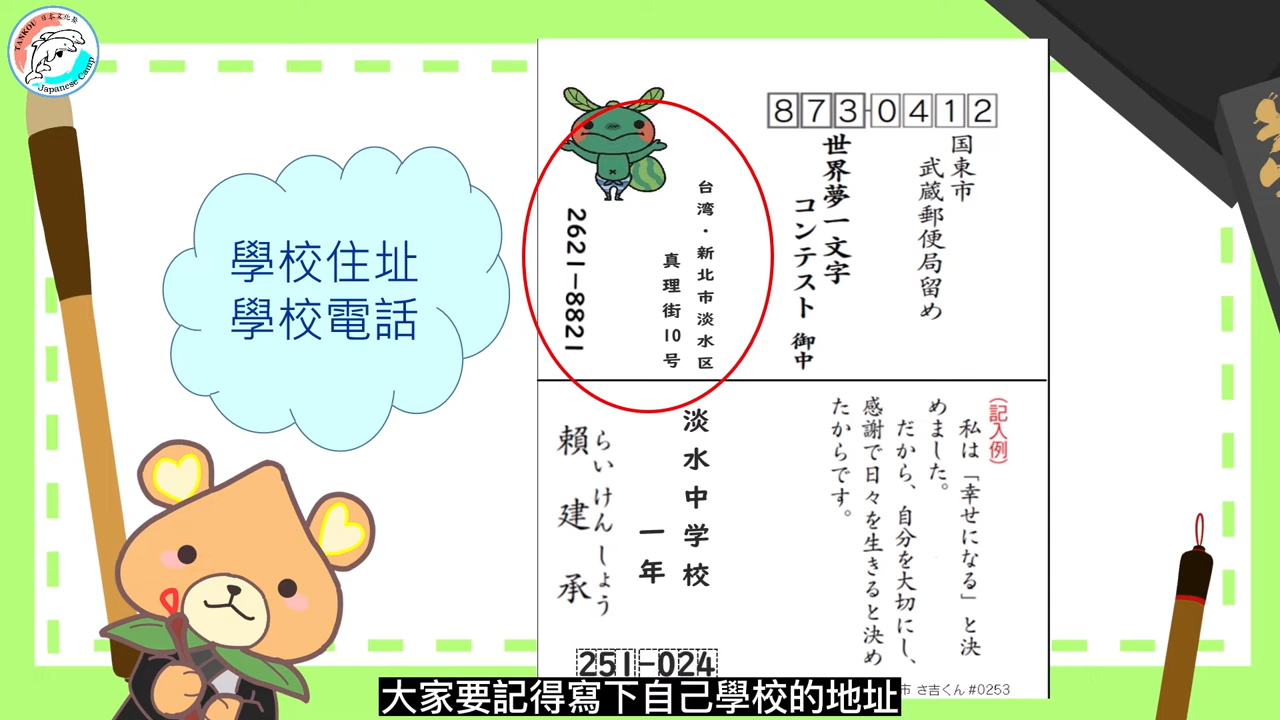 TANKOU 日本文化祭
Japanese Camp
學校住址
學校電話
873-0412
国東市
武蔵郵便局留め
世界夢一文字
コンテスト 御中
台湾・新北市淡水区
真理街10号
2621-8821
(記入例)
私は「幸せになる」と決
めました。
だから、自分を大切にし、
感謝で日々を生きると決め
たからです。
淡水中学校
一年
らいけんしょう
賴建承
251-024
市 さ吉くん #0253
大家要記得寫下自己學校的地址